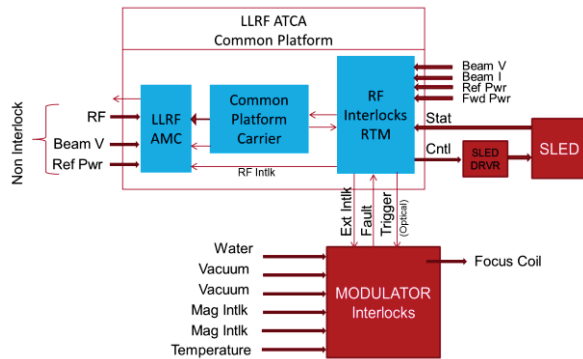 LLRF ATCA
Common Platform
Non Interlock
RF
Beam V
Ref Pwr
LLRF
AMC
Common
Platform
Carrier
RF
Interlocks
RTM
RF Intlk
Beam V
Beam I
Ref Pwr
Fwd Pwr
Stat
Cntl
SLED
DRVR
SLED
Ext Intlk
Fault
Trigger
(Optical)
Water
Vacuum
Vacuum
Mag Intlk
Mag Intlk
Temperature
MODULATOR
Interlocks
Focus Coil